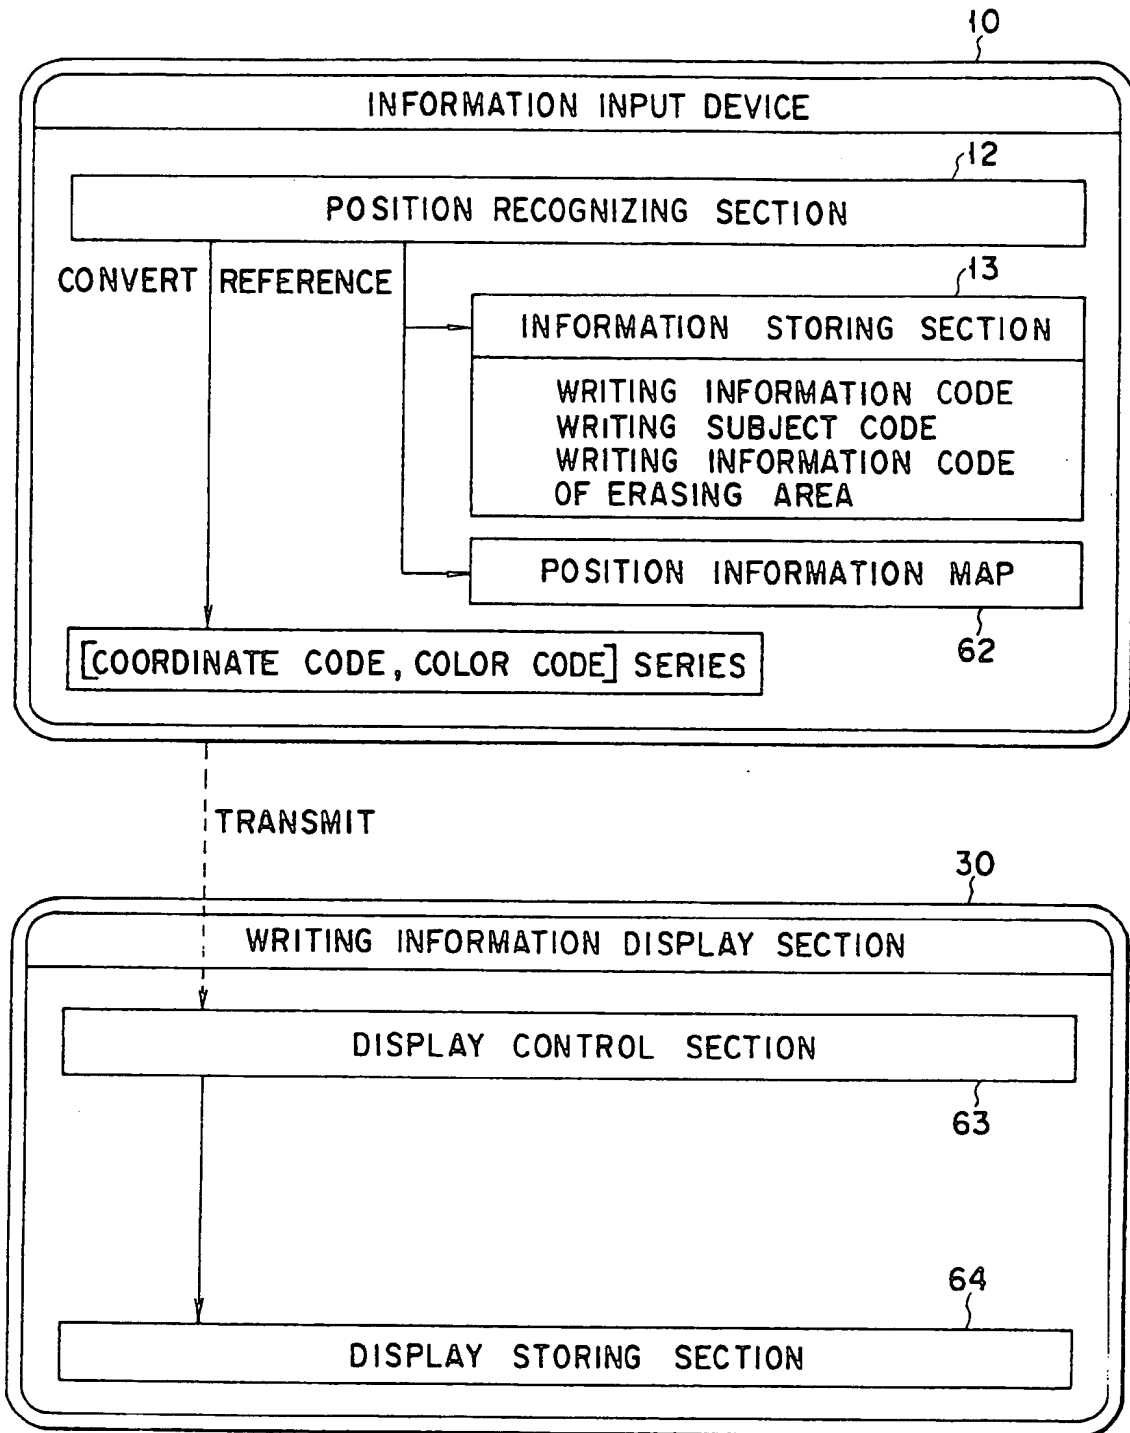 10
INFORMATION INPUT DEVICE
12
POSITION RECOGNIZING SECTION
CONVERT REFERENCE
13
INFORMATION STORING SECTION
WRITING INFORMATION CODE
WRITING SUBJECT CODE
WRITING INFORMATION CODE
OF ERASING AREA
POSITION INFORMATION MAP
62
[COORDINATE CODE, COLOR CODE] SERIES
TRANSMIT
30
WRITING INFORMATION DISPLAY SECTION
DISPLAY CONTROL SECTION
63
64
DISPLAY STORING SECTION